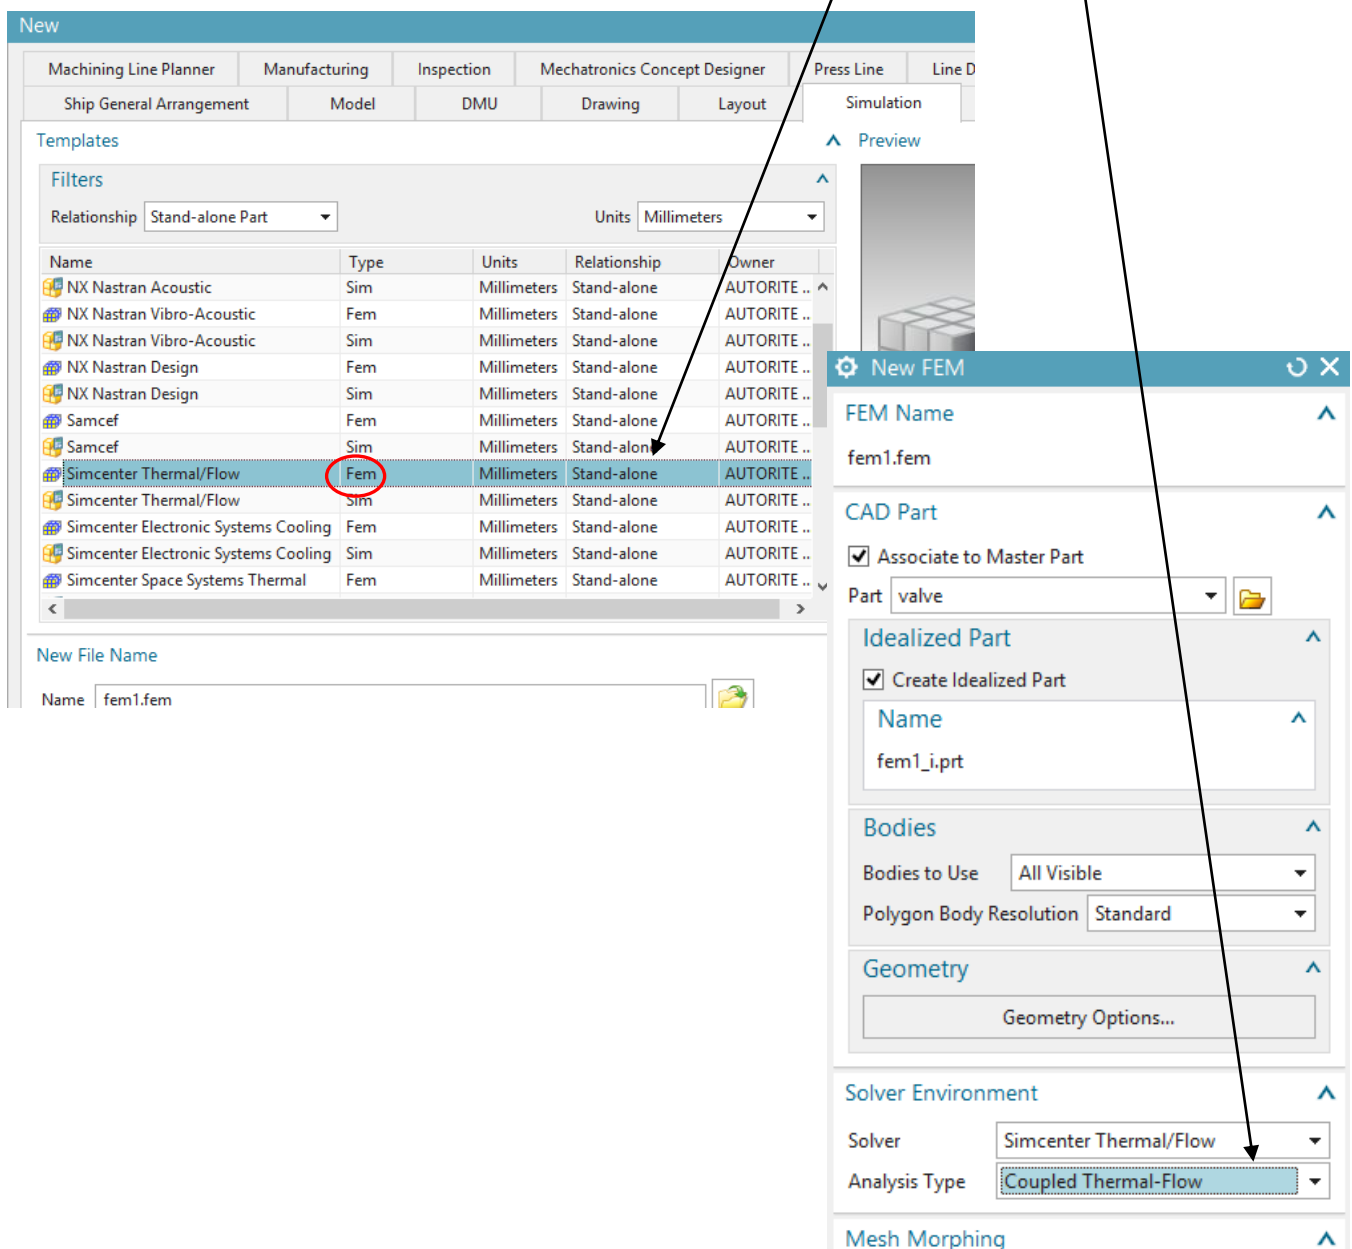 New
Machining Line Planner Manufacturing Inspection Mechatronics Concept Designer Press Line Line D
Ship General Arrangement Model DMU Drawing Layout Simulation
Templates Preview
Filters
Relationship Stand-alone Part Units Millimeters
Name Type Units Relationship Owner
NX Nastran Acoustic Sim Millimeters Stand-alone AUTORITE ..
NX Nastran Vibro-Acoustic Fem Millimeters Stand-alone AUTORITE ..
NX Nastran Vibro-Acoustic Sim Millimeters Stand-alone AUTORITE ..
NX Nastran Design Fem Millimeters Stand-alone AUTORITE ..
NX Nastran Design Sim Millimeters Stand-alone AUTORITE ..
Samcef Fem Millimeters Stand-alone AUTORITE ..
Samcef Sim Millimeters Stand-alone AUTORITE ..
Simcenter Thermal/Flow Fem Millimeters Stand-alone AUTORITE ..
Simcenter Thermal/Flow Sim Millimeters Stand-alone AUTORITE ..
Simcenter Electronic Systems Cooling Fem Millimeters Stand-alone AUTORITE ..
Simcenter Electronic Systems Cooling Sim Millimeters Stand-alone AUTORITE ..
Simcenter Space Systems Thermal Fem Millimeters Stand-alone AUTORITE ..
New File Name
Name fem1.fem
New FEM
FEM Name
fem1.fem
CAD Part
Associate to Master Part
Part valve
Idealized Part
Create Idealized Part
Name
fem1_i.prt
Bodies
Bodies to Use All Visible
Polygon Body Resolution Standard
Geometry
Geometry Options...
Solver Environment
Solver Simcenter Thermal/Flow
Analysis Type Coupled Thermal-Flow
Mesh Morphing